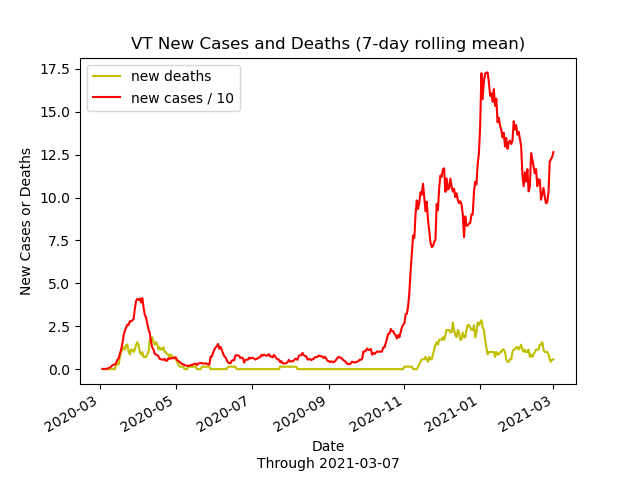 VT New Cases and Deaths (7-day rolling mean)
new deaths
new cases / 10
New Cases or Deaths
17.5
15.0
12.5
10.0
7.5
5.0
2.5
0.0
2020-03
2020-05
2020-07
2020-09
2020-11
2021-01
2021-03
Date
Through 2021-03-07